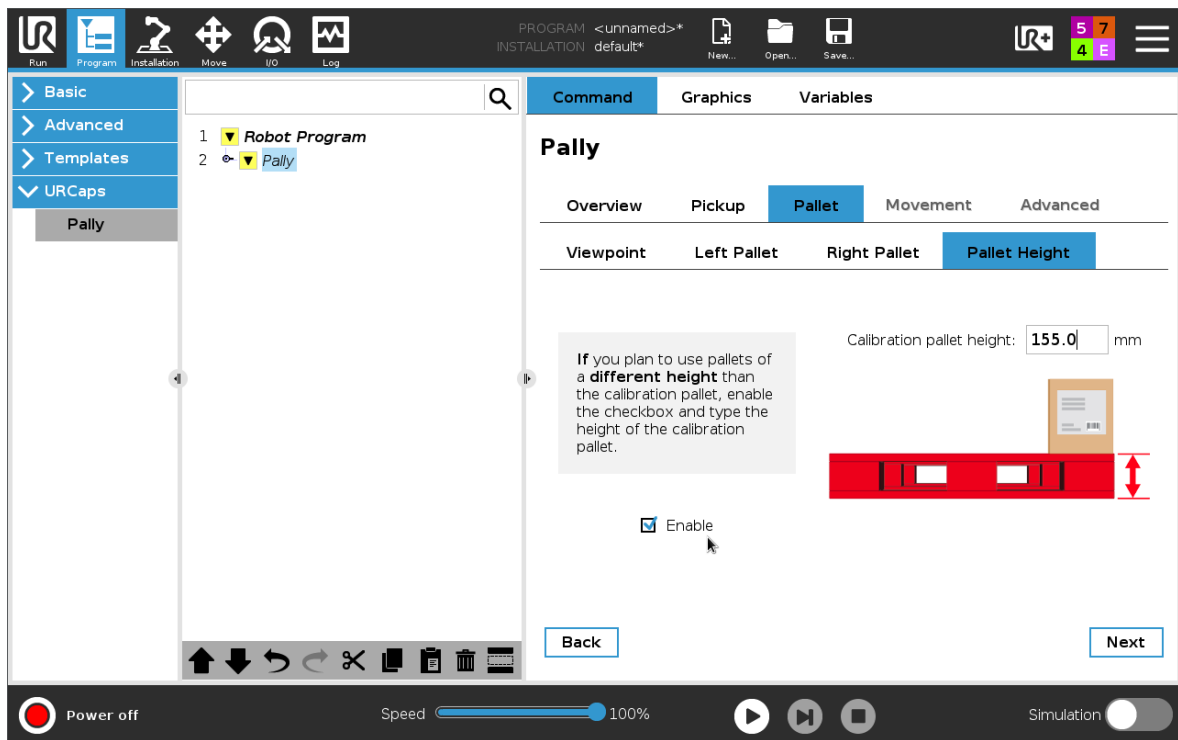 PROGRAM <unnamed>*
INSTALLATION default*
UR
Run
Program
Installation
Move
I/O
Log
New...
Open...
Save...
UR+
5 7
4 E
Basic
Advanced
Templates
URCaps
Pally
1 Robot Program
2 Pally
Command Graphics Variables
Pally
Overview Pickup Pallet Movement Advanced
Viewpoint Left Pallet Right Pallet Pallet Height
If you plan to use pallets of
a different height than
the calibration pallet, enable
the checkbox and type the
height of the calibration
pallet.
Enable
Calibration pallet height: 155.0 mm
Back
Next
Power off
Speed 100%
Simulation